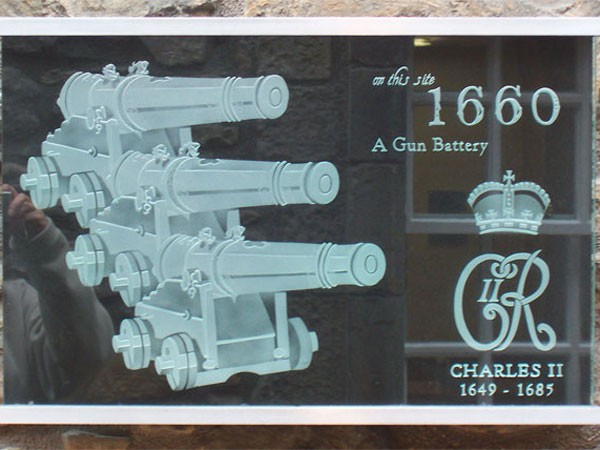 on this site
1660
A Gun Battery
CIIR
CHARLES II
1649 - 1685